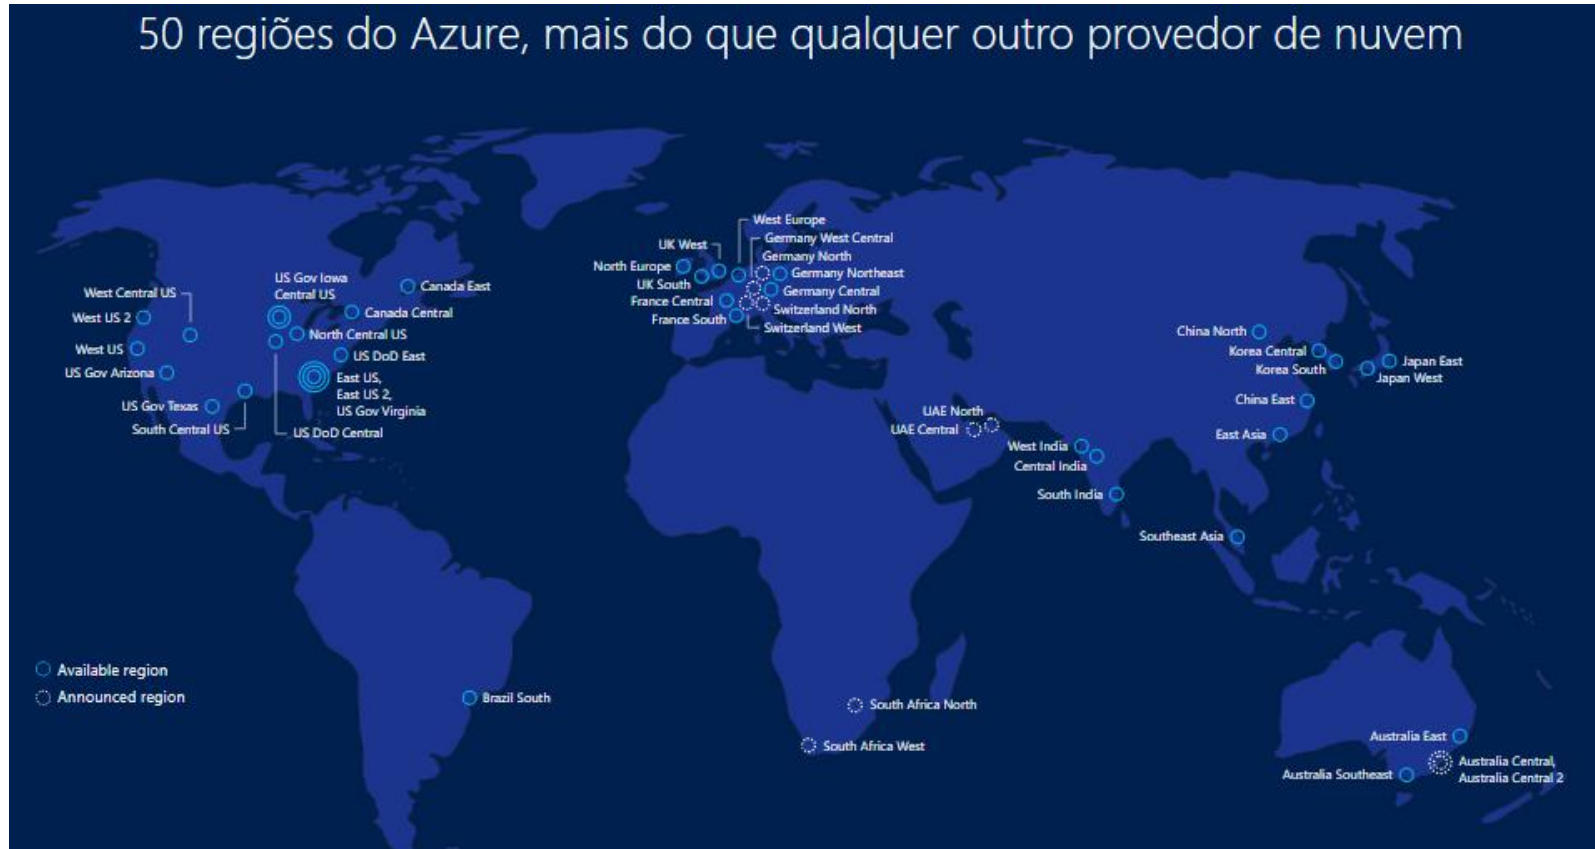 50 regiões do Azure, mais do que qualquer outro provedor de nuvem
West Europe
Germany West Central
UK West
Germany North
North Europe
Germany Northeast
UK South
Germany Central
France Central
Switzerland North
France South
Switzerland West
US Gov Iowa
Central US
Canada East
West Central US
West US 2
Canada Central
North Central US
West US
US DoD East
US Gov Arizona
East US,
East US 2,
US Gov Virginia
US Gov Texas
South Central US
US DoD Central
China North
Korea Central
Korea South
Japan East
Japan West
China East
East Asia
UAE North
UAE Central
West India
Central India
South India
Southeast Asia
Available region
Announced region
Brazil South
South Africa North
South Africa West
Australia East
Australia Central,
Australia Central 2
Australia Southeast